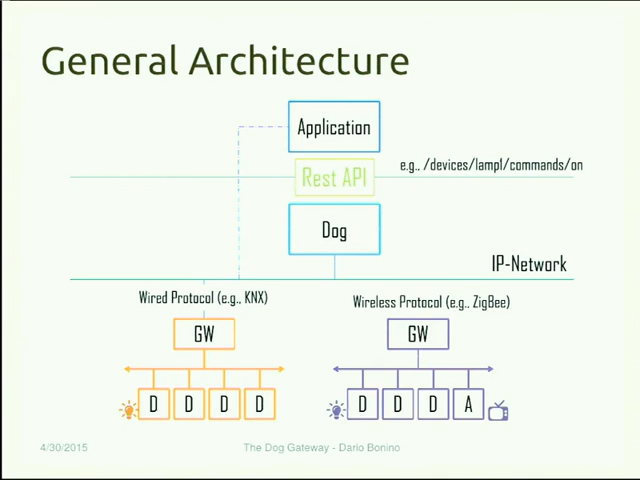 General Architecture
Application
Rest API
e.g., /devices/lamp1/commands/on
Dog
IP-Network
Wired Protocol (e.g., KNX)
Wireless Protocol (e.g., ZigBee)
GW
GW
D D D D
D D D A
4/30/2015
The Dog Gateway - Dario Bonino